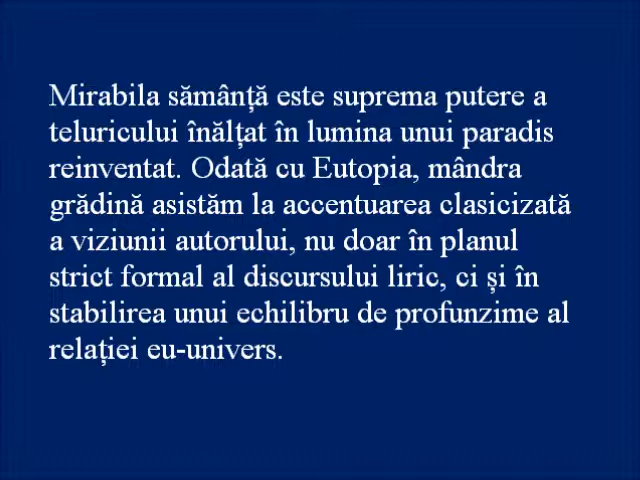 Mirabila sămânță este suprema putere a
teluricului înălțat în lumina unui paradis
reinventat. Odată cu Eutopia, mândra
grădină asistăm la accentuarea clasicizată
a viziunii autorului, nu doar în planul
strict formal al discursului liric, ci și în
stabilirea unui echilibru de profunzime al
relației eu-univers.